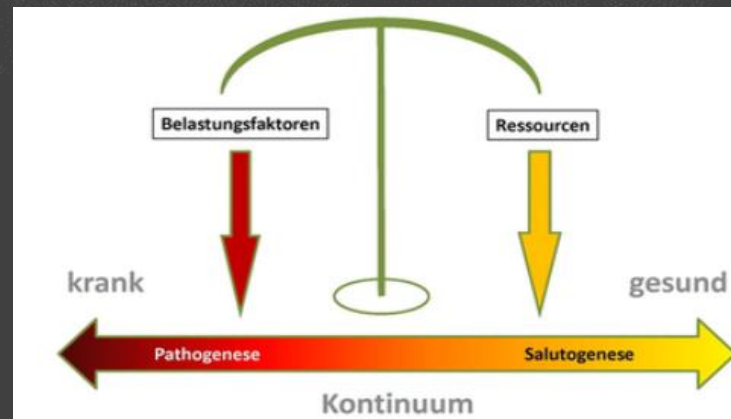 Belastungsfaktoren
Ressourcen
krank
gesund
Pathogenese
Salutogenese
Kontinuum